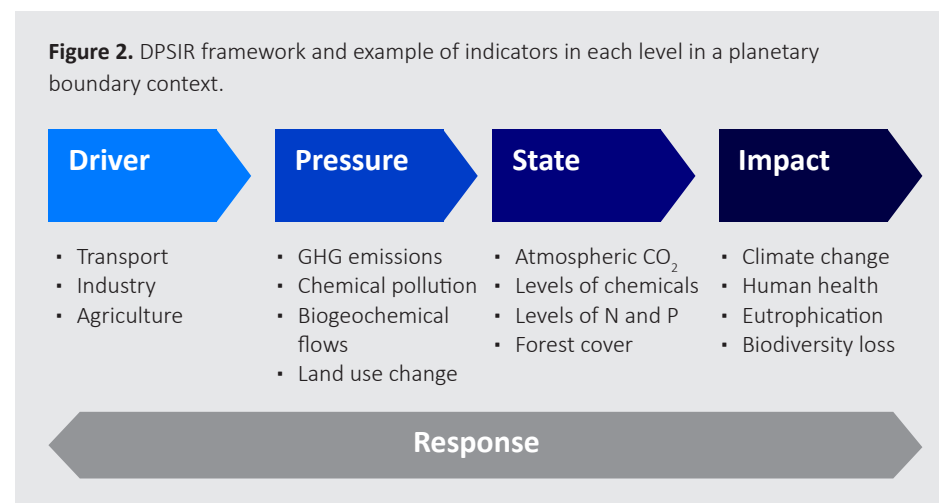 Figure 2. DPSIR framework and example of indicators in each level in a planetary
boundary context.
Driver
▪ Transport
▪ Industry
▪ Agriculture
Pressure
▪ GHG emissions
▪ Chemical pollution
▪ Biogeochemical
flows
▪ Land use change
State
▪ Atmospheric CO₂
▪ Levels of chemicals
▪ Levels of N and P
▪ Forest cover
Impact
▪ Climate change
▪ Human health
▪ Eutrophication
▪ Biodiversity loss
Response